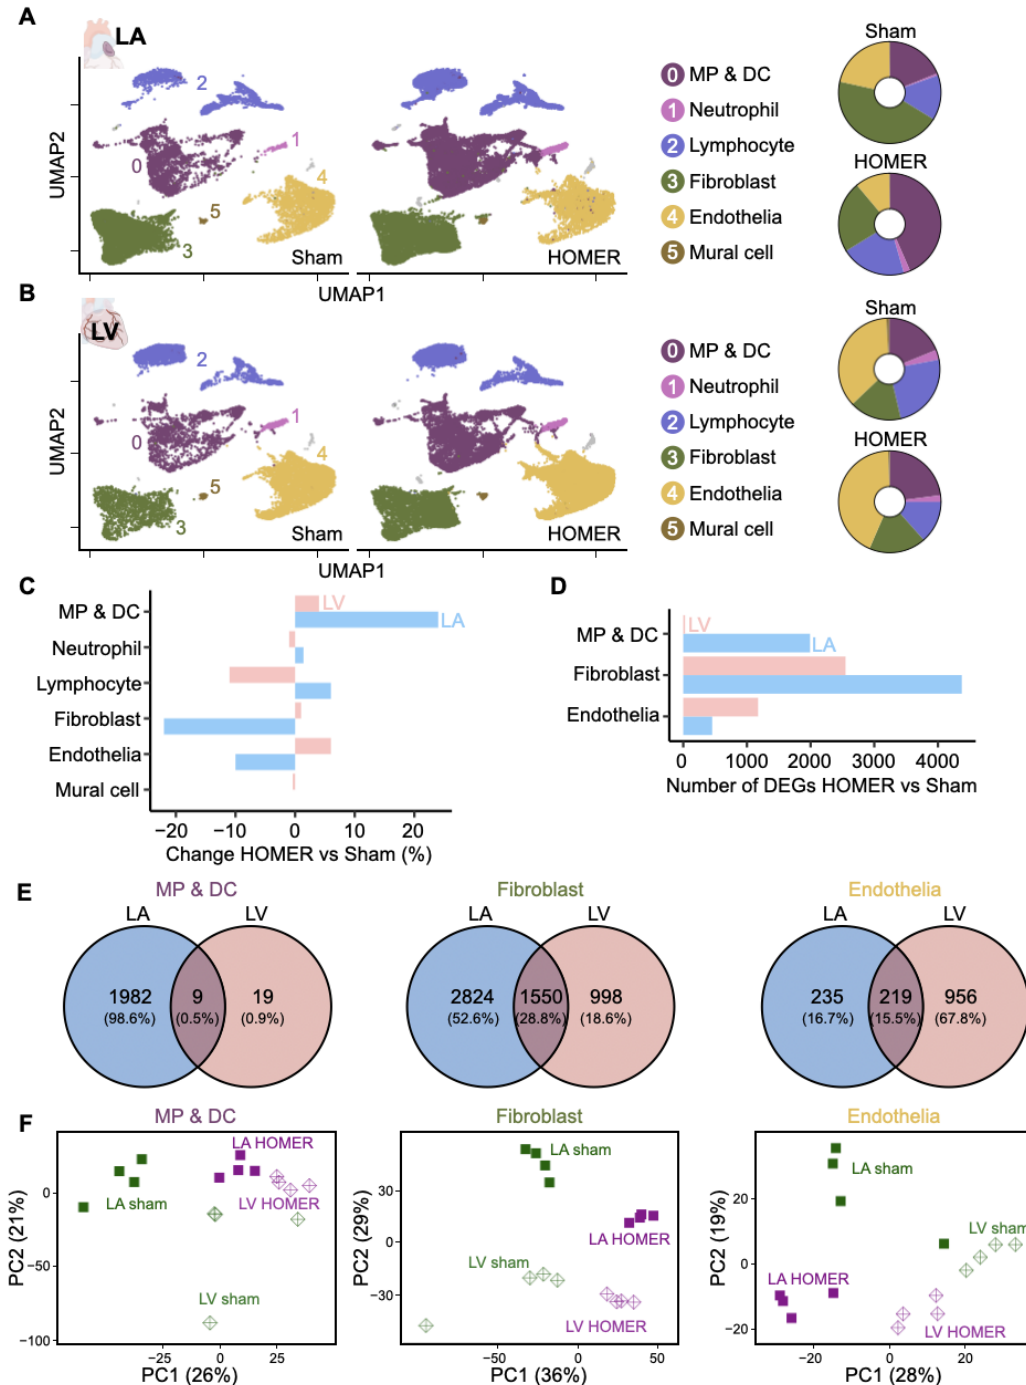 A
LA
Sham
2
1
0
4
5
3
Sham
HOMER
UMAP2
UMAP1
0 MP & DC
1 Neutrophil
2 Lymphocyte
3 Fibroblast
4 Endothelia
5 Mural cell
HOMER
B
LV
Sham
2
1
0
4
5
3
Sham
HOMER
UMAP2
UMAP1
0 MP & DC
1 Neutrophil
2 Lymphocyte
3 Fibroblast
4 Endothelia
5 Mural cell
HOMER
C
MP & DC
Neutrophil
Lymphocyte
Fibroblast
Endothelia
Mural cell
LV
LA
−20 −10 0 10 20
Change HOMER vs Sham (%)
D
MP & DC
Fibroblast
Endothelia
LV
LA
0 1000 2000 3000 4000
Number of DEGs HOMER vs Sham
E
MP & DC
LA LV
1982 9 19
(98.6%) (0.5%) (0.9%)
Fibroblast
LA LV
2824 1550 998
(52.6%) (28.8%) (18.6%)
Endothelia
LA LV
235 219 956
(16.7%) (15.5%) (67.8%)
F
MP & DC
LA HOMER
LA sham
LV HOMER
LV sham
0
−50
−100
PC2 (21%)
−25 25
PC1 (26%)
Fibroblast
LA sham
LA HOMER
LV sham
LV HOMER
30
0
−30
PC2 (29%)
−50 0 50
PC1 (36%)
Endothelia
LA sham
LV sham
LA HOMER
LV HOMER
20
0
−20
PC2 (19%)
−20 0 20
PC1 (28%)